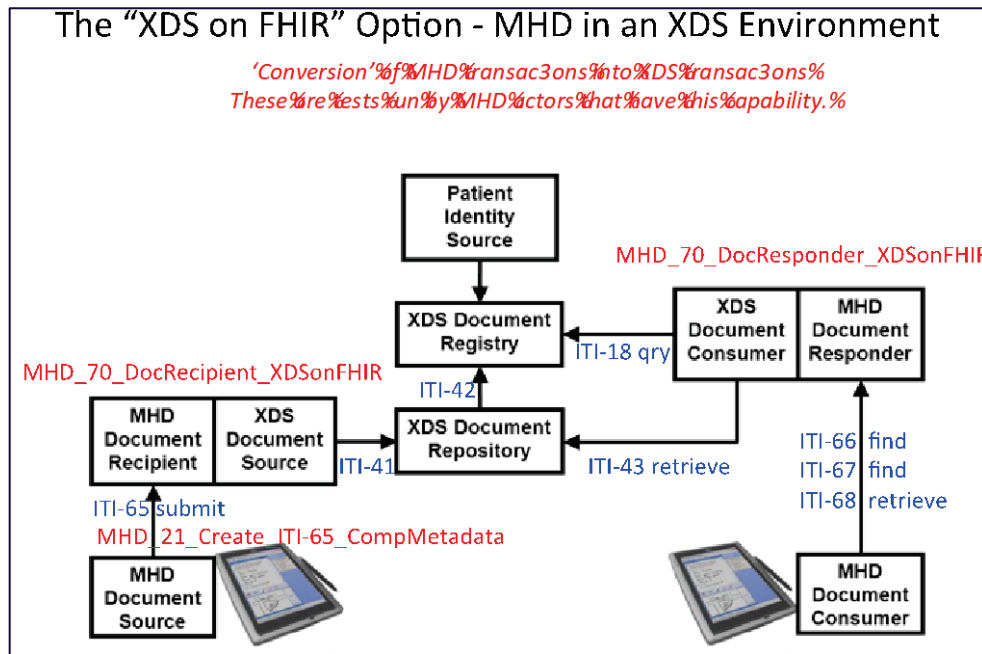 The “XDS on FHIR” Option - MHD in an XDS Environment
‘Conversion’%of%MHD%transac3ons%into%XDS%transac3ons%
These%are%tests%run%by%MHD%actors%that%have%this%capability.%
Patient
Identity
Source
MHD_70_DocResponder_XDSonFHIR
XDS Document
Registry
ITI-18 qry
XDS
Document
Consumer
MHD
Document
Responder
MHD_70_DocRecipient_XDSonFHIR
ITI-42
MHD
Document
Recipient
XDS
Document
Source
ITI-41
XDS Document
Repository
ITI-43 retrieve
ITI-66 find
ITI-67 find
ITI-68 retrieve
ITI-65 submit
MHD_21_Create_ITI-65_CompMetadata
MHD
Document
Source
MHD
Document
Consumer